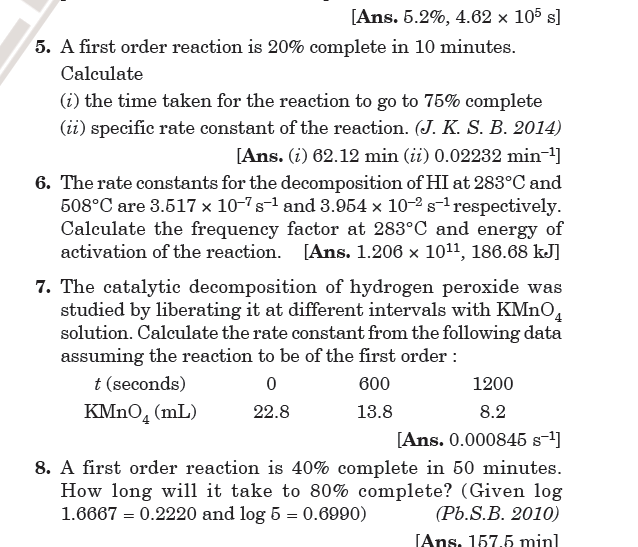 [Ans. 5.2%, 4.62 × 10⁵ s]
5. A first order reaction is 20% complete in 10 minutes.
Calculate
(i) the time taken for the reaction to go to 75% complete
(ii) specific rate constant of the reaction. (J. K. S. B. 2014)
[Ans. (i) 62.12 min (ii) 0.02232 min⁻¹]
6. The rate constants for the decomposition of HI at 283°C and
508°C are 3.517 × 10⁻⁷ s⁻¹ and 3.954 × 10⁻² s⁻¹ respectively.
Calculate the frequency factor at 283°C and energy of
activation of the reaction. [Ans. 1.206 × 10¹¹, 186.68 kJ]
7. The catalytic decomposition of hydrogen peroxide was
studied by liberating it at different intervals with KMnO₄
solution. Calculate the rate constant from the following data
assuming the reaction to be of the first order :
t (seconds) 0 600 1200
KMnO₄ (mL) 22.8 13.8 8.2
[Ans. 0.000845 s⁻¹]
8. A first order reaction is 40% complete in 50 minutes.
How long will it take to 80% complete? (Given log
1.6667 = 0.2220 and log 5 = 0.6990) (Pb.S.B. 2010)
[Ans. 157.5 min]